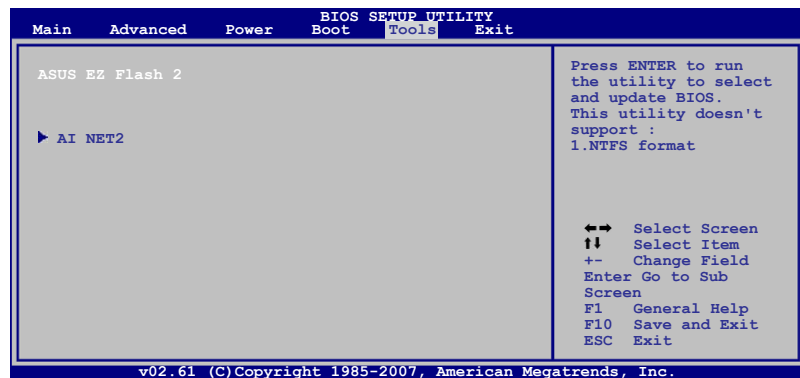 BIOS SETUP UTILITY
Main Advanced Power Boot Tools Exit
ASUS EZ Flash 2
AI NET2
Press ENTER to run
the utility to select
and update BIOS.
This utility doesn't
support :
1.NTFS format
←→ Select Screen
↑↓ Select Item
+- Change Field
Enter Go to Sub
Screen
F1 General Help
F10 Save and Exit
ESC Exit
v02.61 (C)Copyright 1985-2007, American Megatrends, Inc.